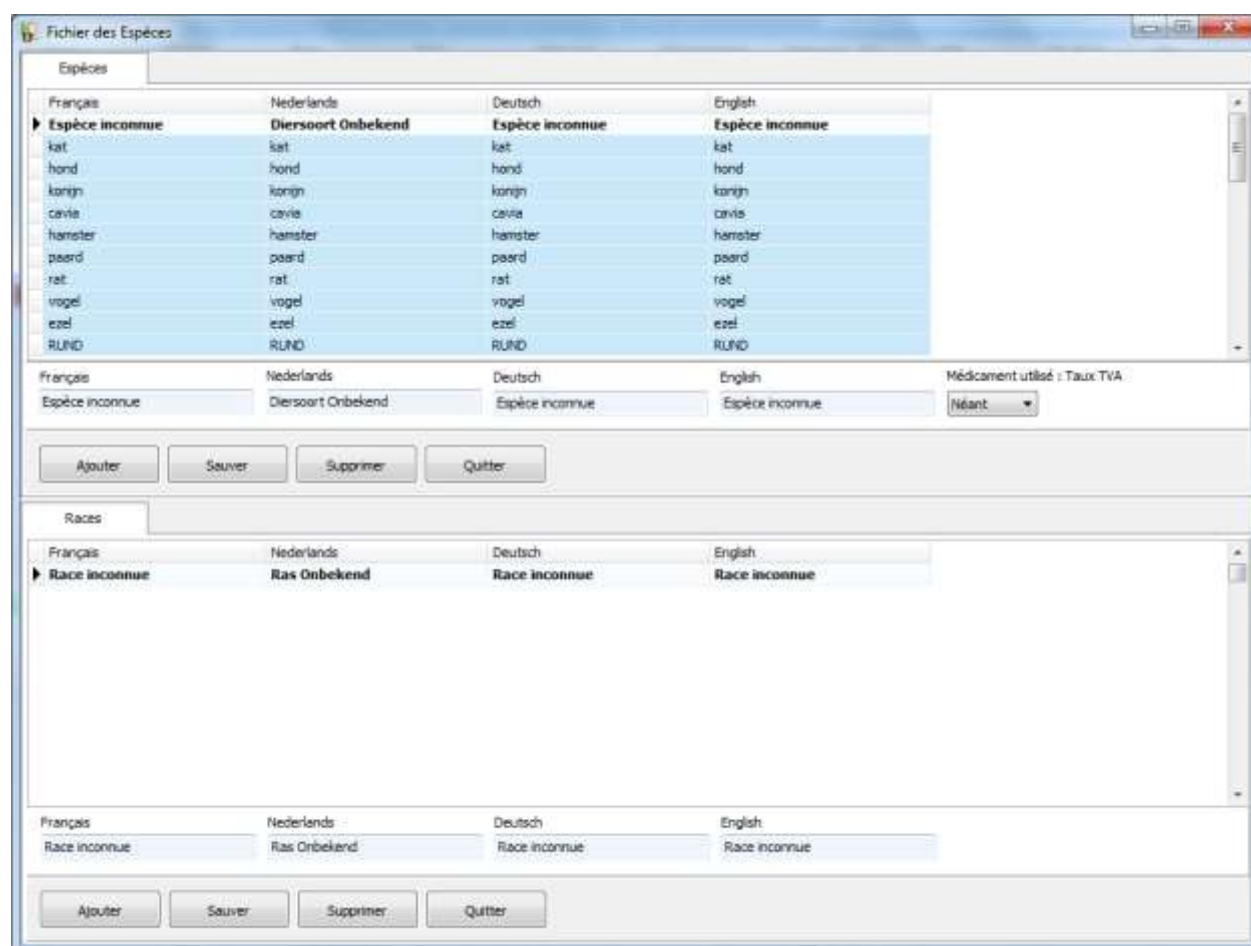 Fichier des Espèces
Espèces
Français Nederlands Deutsch English
Espèce inconnue Diersoort Onbekend Espèce inconnue Espèce inconnue
kat kat kat kat
hond hond hond hond
konijn konijn konijn konijn
cavia cavia cavia cavia
hamster hamster hamster hamster
paard paard paard paard
rat rat rat rat
vogel vogel vogel vogel
ezel ezel ezel ezel
RUND RUND RUND RUND
Français Nederlands Deutsch English Médicament utilisé : Taux TVA
Espèce inconnue Diersoort Onbekend Espèce inconnue Espèce inconnue Néant
Ajouter Sauver Supprimer Quitter
Races
Français Nederlands Deutsch English
Race inconnue Ras Onbekend Race inconnue Race inconnue
Français Nederlands Deutsch English
Race inconnue Ras Onbekend Race inconnue Race inconnue
Ajouter Sauver Supprimer Quitter